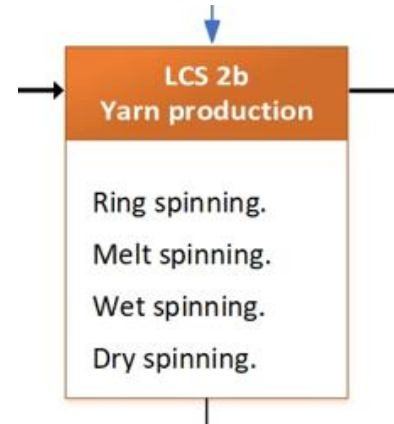 LCS 2b
Yarn production
Ring spinning.
Melt spinning.
Wet spinning.
Dry spinning.